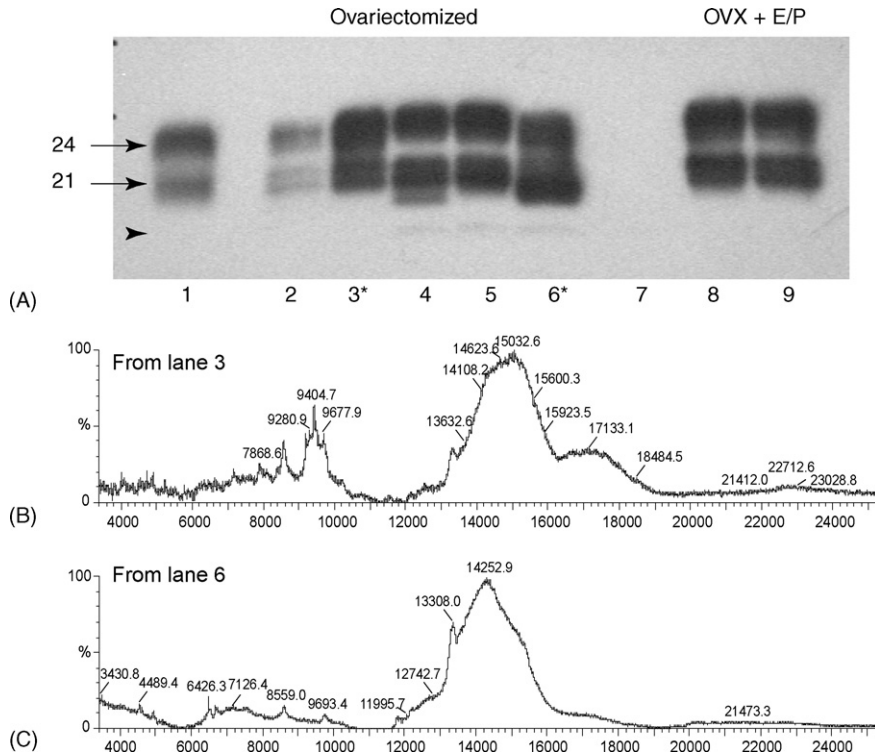 Ovariectomized OVX + E/P
24
21
(A) 1 2 3* 4 5 6* 7 8 9
From lane 3
100
%
0
7868.6 9280.9 9404.7 9677.9 13632.6 14108.2 14623.6 15032.6 15600.3 15923.5 17133.1 18484.5 21412.0 22712.6 23028.8
(B) 4000 6000 8000 10000 12000 14000 16000 18000 20000 22000 24000
From lane 6
100
%
0
3430.8 4489.4 6426.3 7126.4 8559.0 9693.4 11995.7 12742.7 13308.0 14252.9 21473.3
(C) 4000 6000 8000 10000 12000 14000 16000 18000 20000 22000 24000